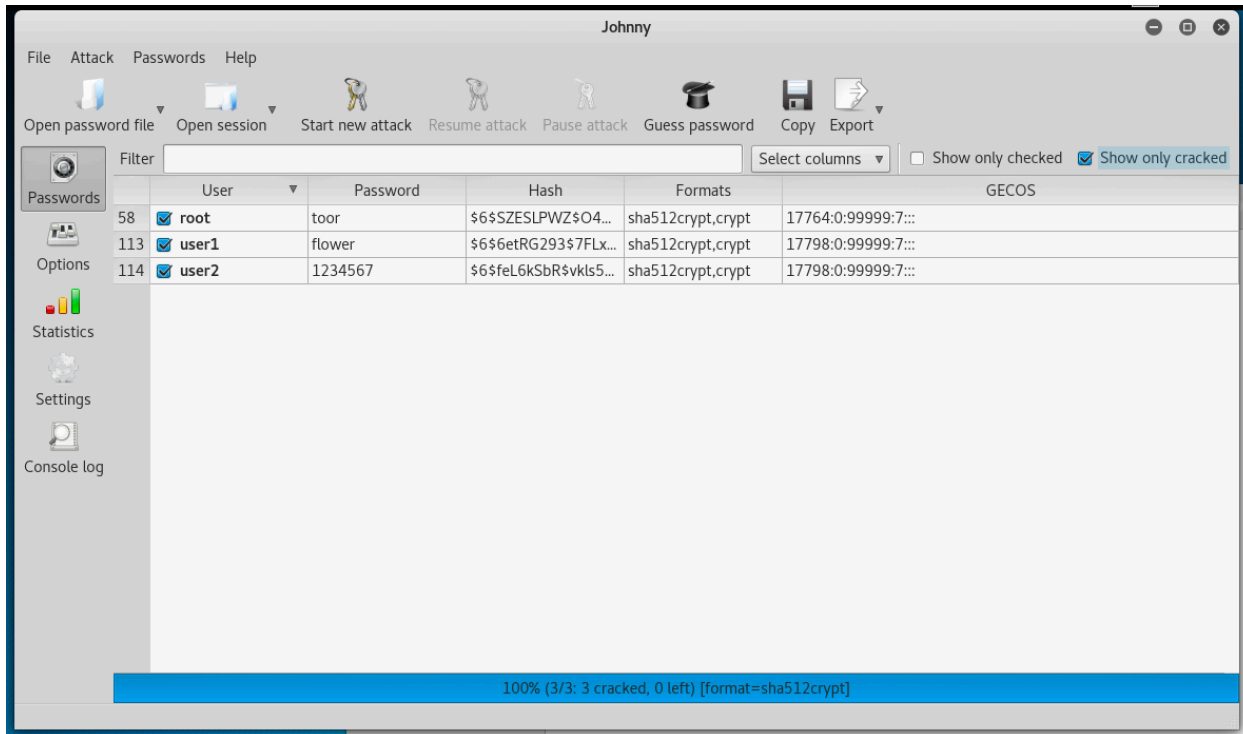 Johnny
File Attack Passwords Help
Open password file Open session Start new attack Resume attack Pause attack Guess password Copy Export
Passwords
Options
Statistics
Settings
Console log
Filter Select columns Show only checked Show only cracked
User Password Hash Formats GECOS
58 root toor $6$SZESLPWZ$O4... sha512crypt,crypt 17764:0:99999:7:::
113 user1 flower $6$6etRG293$7FLx... sha512crypt,crypt 17798:0:99999:7:::
114 user2 1234567 $6$feL6kSbR$vkls5... sha512crypt,crypt 17798:0:99999:7:::
100% (3/3: 3 cracked, 0 left) [format=sha512crypt]